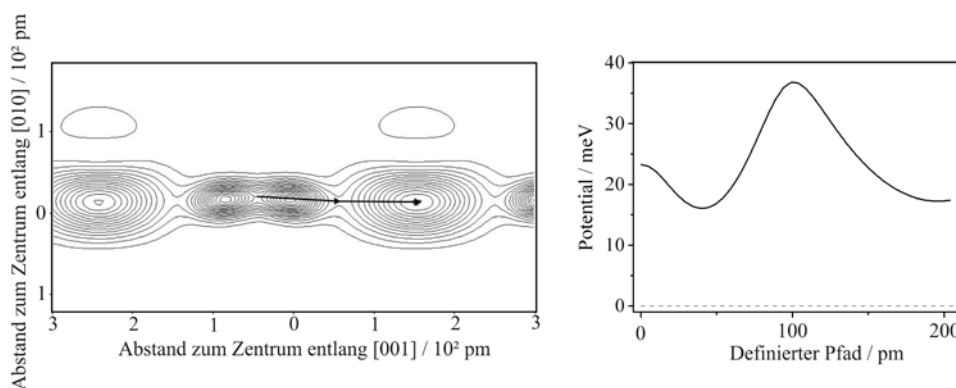 Abstand zum Zentrum entlang [010] / 10² pm
1
0
1
3 2 1 0 1 2 3
Abstand zum Zentrum entlang [001] / 10² pm
Potential / meV
40
30
20
10
0
0 100 200
Definierter Pfad / pm